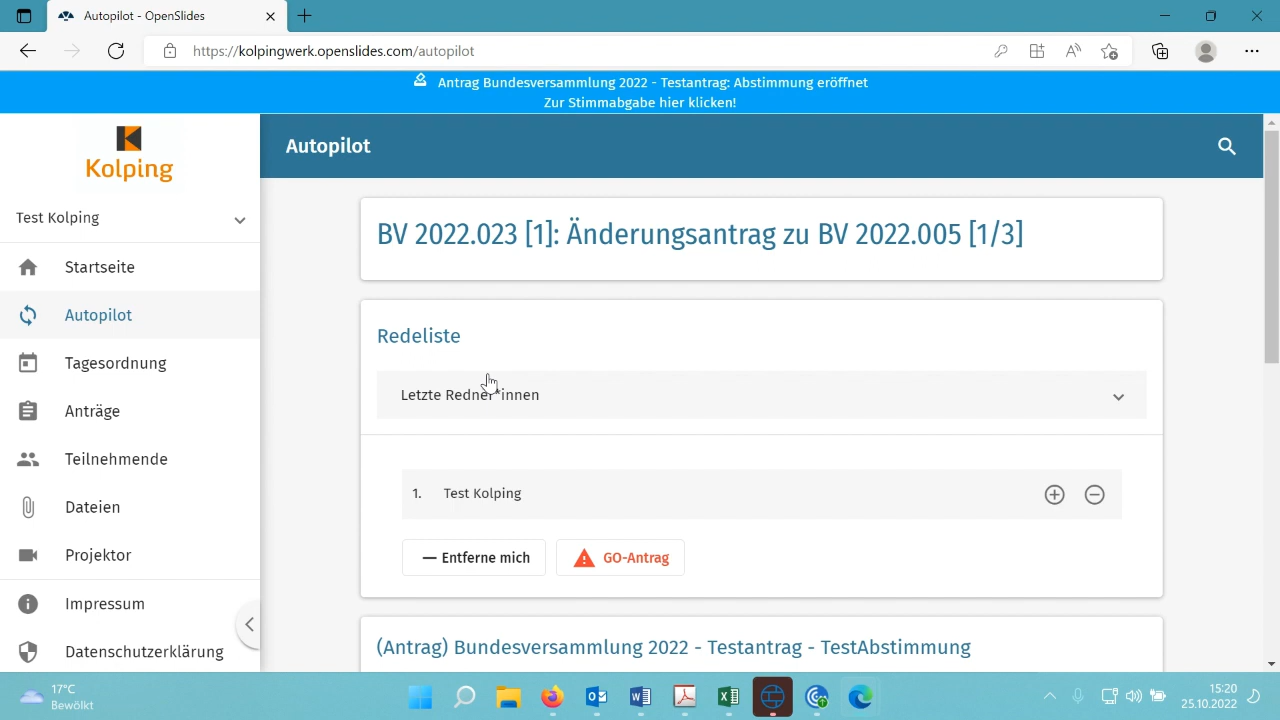 Autopilot - OpenSlides
https://kolpingwerk.openslides.com/autopilot
Antrag Bundesversammlung 2022 - Testantrag: Abstimmung eröffnet
Zur Stimmabgabe hier klicken!
Kolping
Autopilot
Test Kolping
Startseite
Autopilot
Tagesordnung
Anträge
Teilnehmende
Dateien
Projektor
Impressum
Datenschutzerklärung
BV 2022.023 [1]: Änderungsantrag zu BV 2022.005 [1/3]
Redeliste
Letzte Redner*innen
1. Test Kolping
Entferne mich
GO-Antrag
(Antrag) Bundesversammlung 2022 - Testantrag - TestAbstimmung
17°C
Bewölkt
15:20
25.10.2022